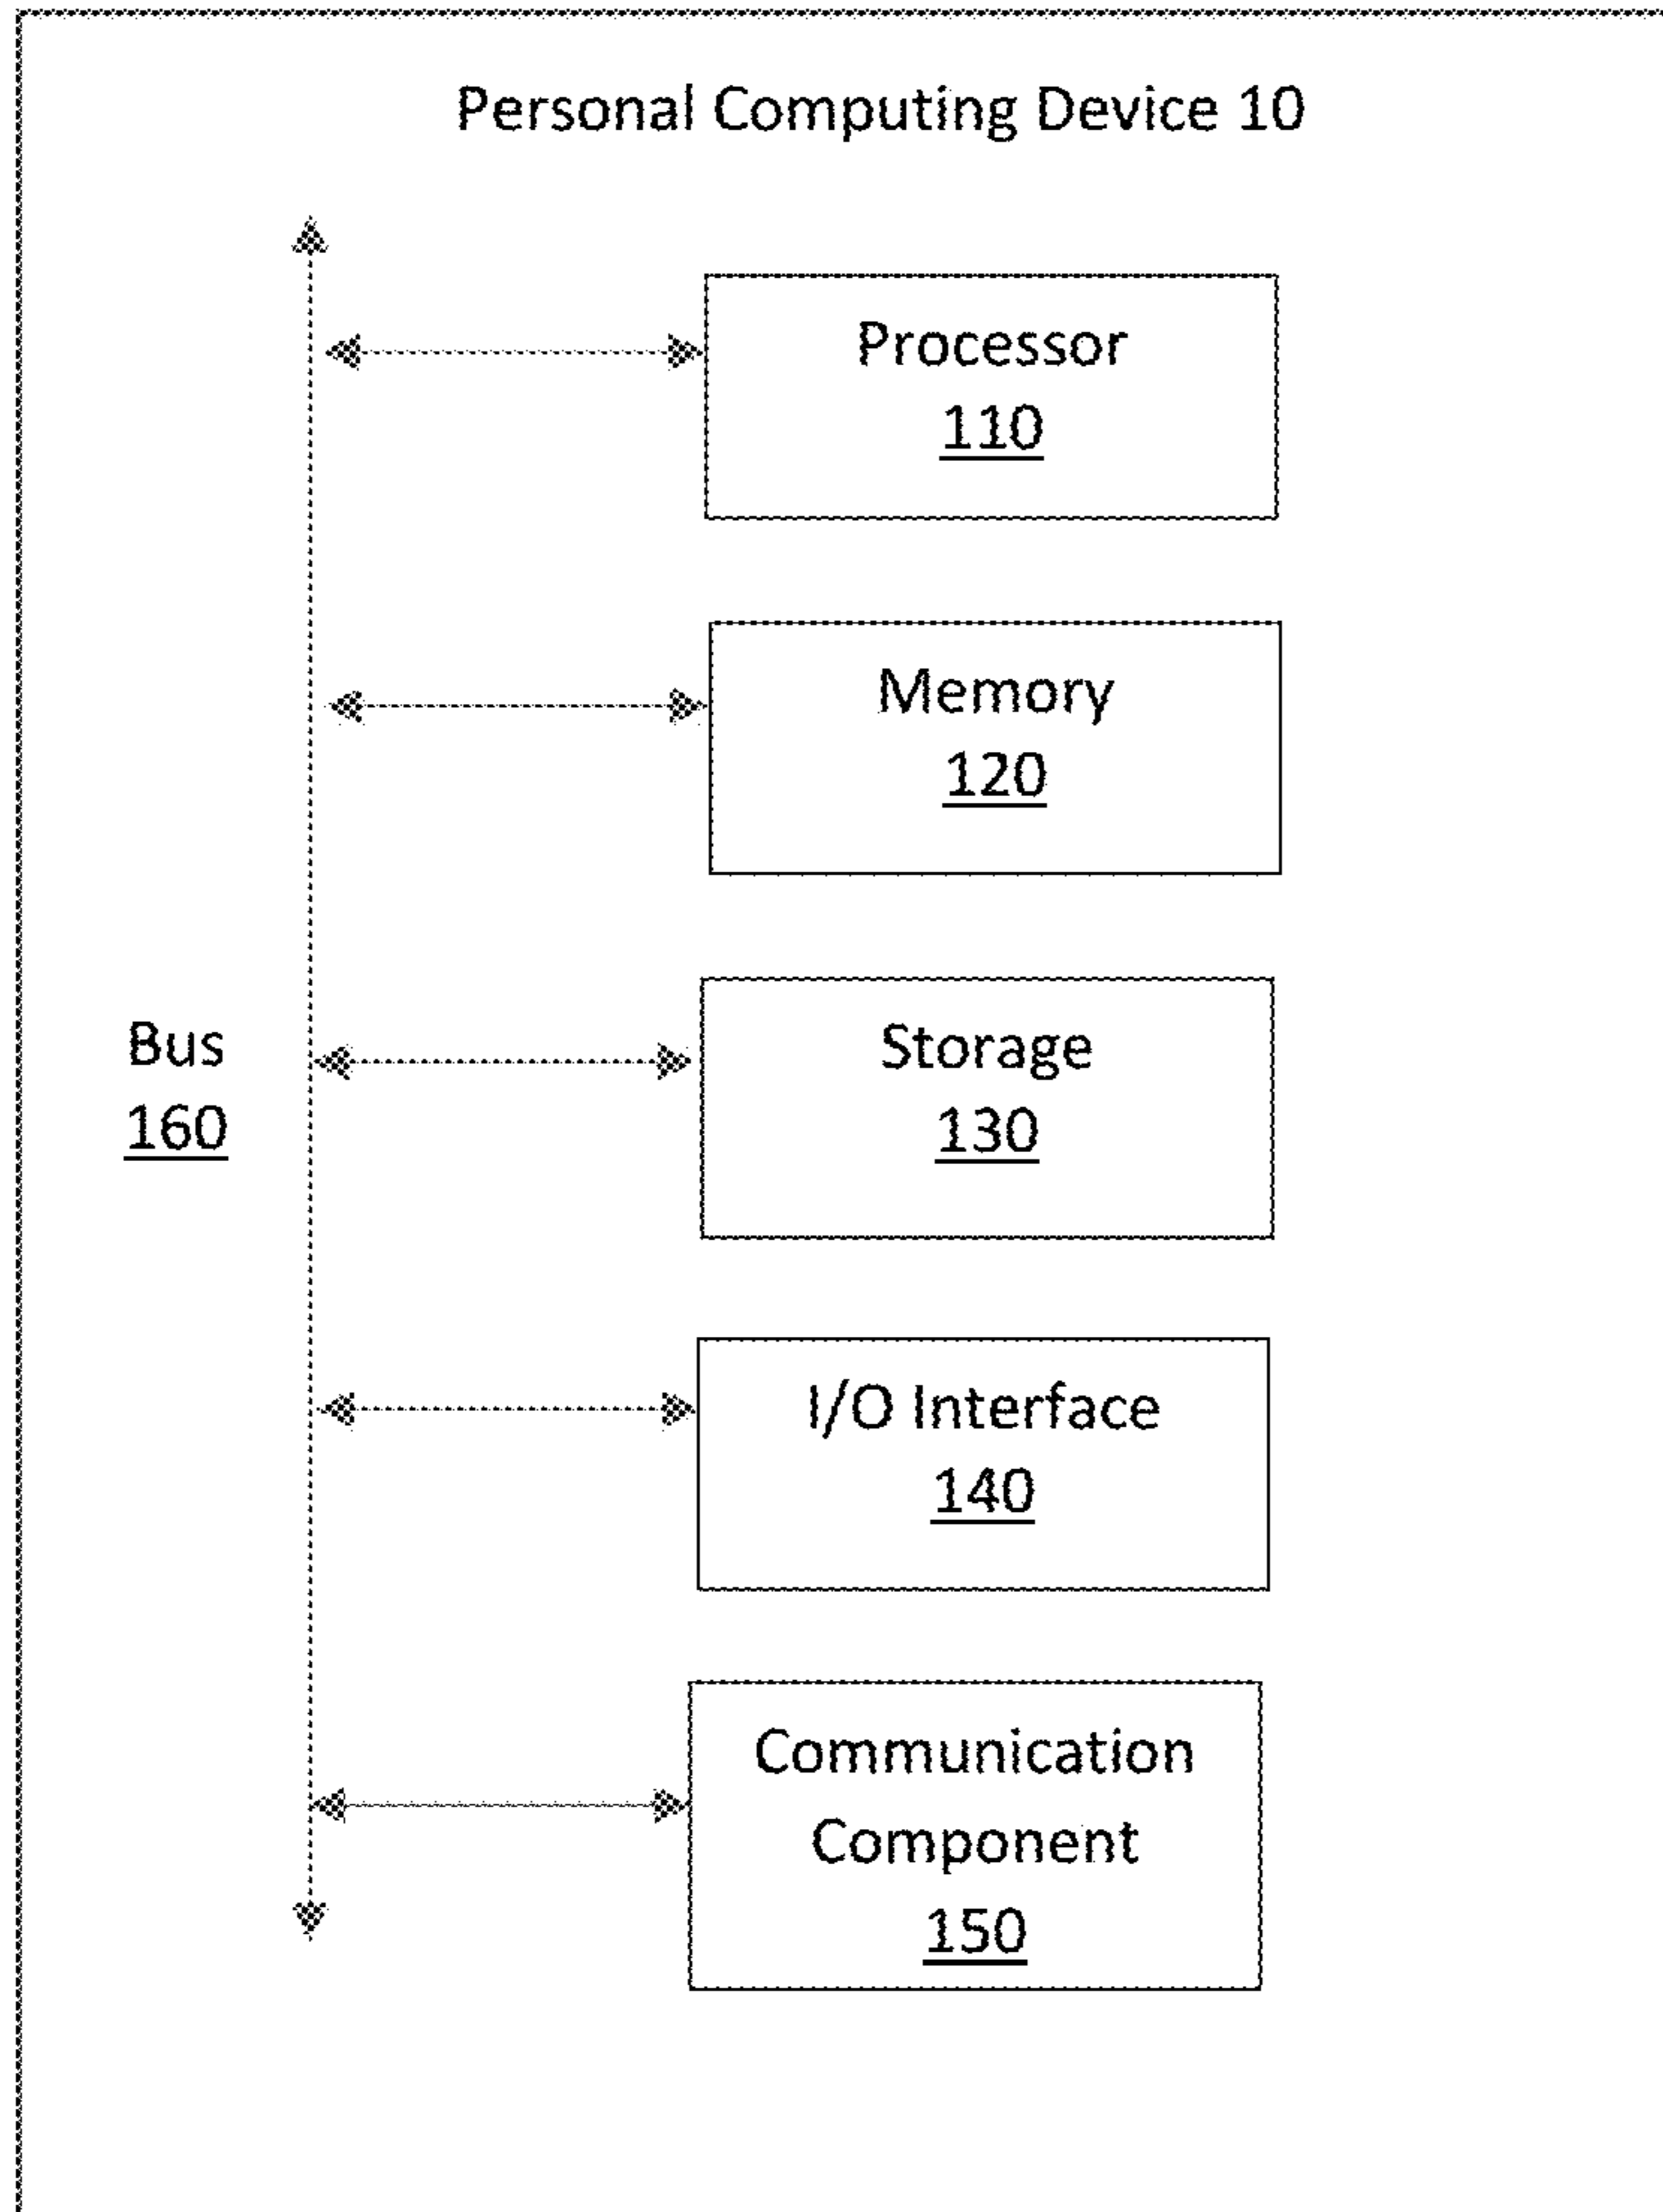 Personal Computing Device 10
Processor
110
Memory
120
Bus
160
Storage
130
I/O Interface
140
Communication
Component
150